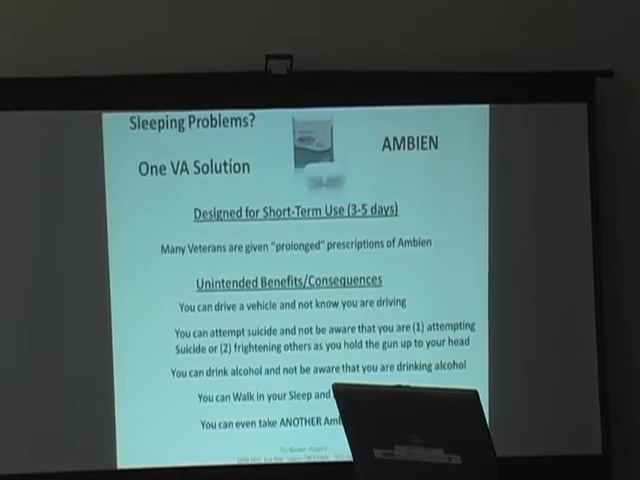 Sleeping Problems?
AMBIEN
One VA Solution
Designed for Short-Term Use (3-5 days)
Many Veterans are given "prolonged" prescriptions of Ambien
Unintended Benefits/Consequences
You can drive a vehicle and not know you are driving
You can attempt suicide and not be aware that you are (1) attempting
Suicide or (2) frightening others as you hold the gun up to your head
You can drink alcohol and not be aware that you are drinking alcohol
You can Walk in your Sleep and
You can even take ANOTHER